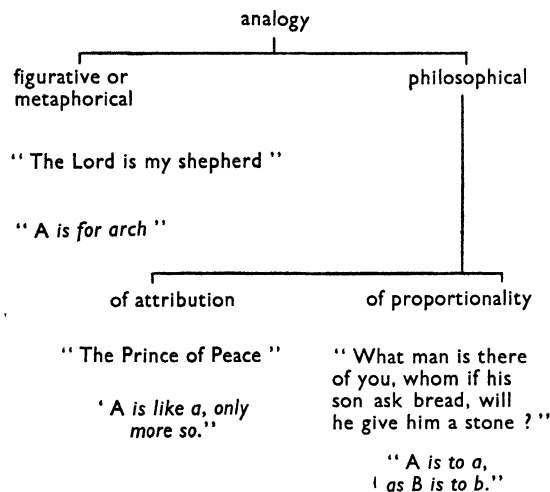 analogy
figurative or
metaphorical
philosophical
“ The Lord is my shepherd ”
“ A is for arch ”
of attribution
of proportionality
“ The Prince of Peace ”
‘ A is like a, only
more so.”
“ What man is there
of you, whom if his
son ask bread, will
he give him a stone ? ”
“ A is to a,
as B is to b.”